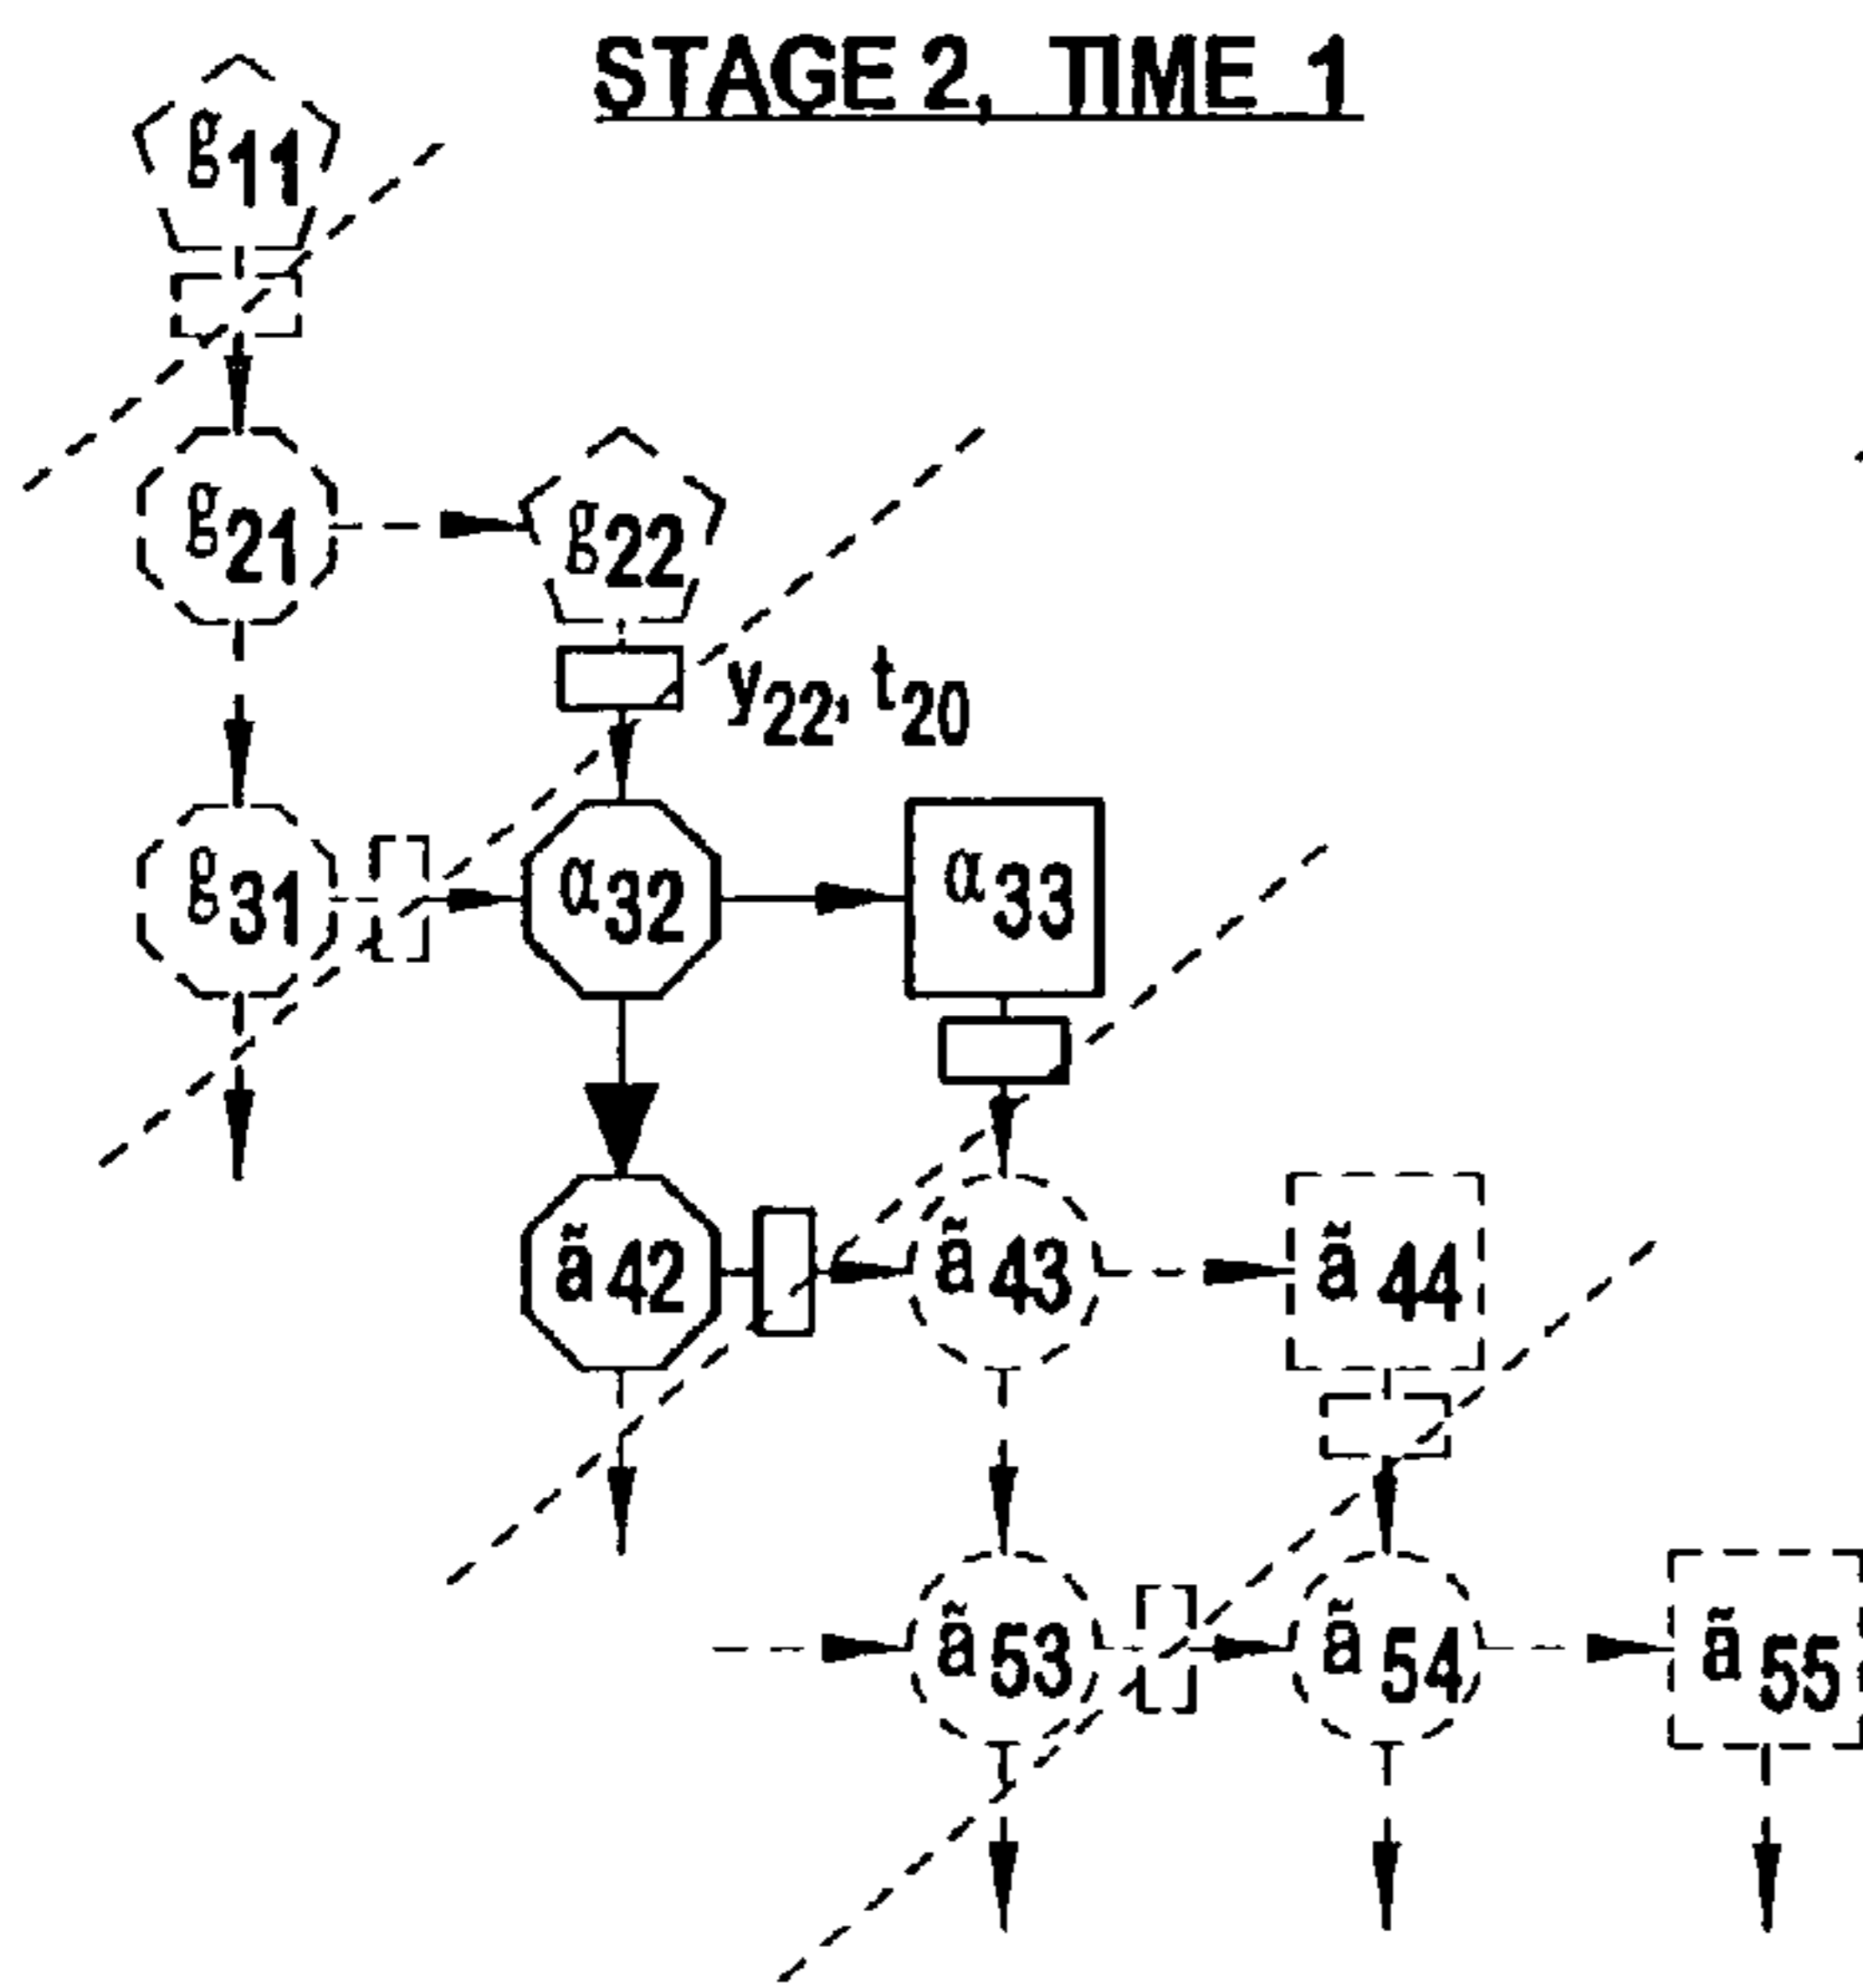 STAGE 2, TIME 1
g11
g21
g22
y22, t20
g31
α32
α33
ã42
ã43
ã44
ã53
ã54
ã55